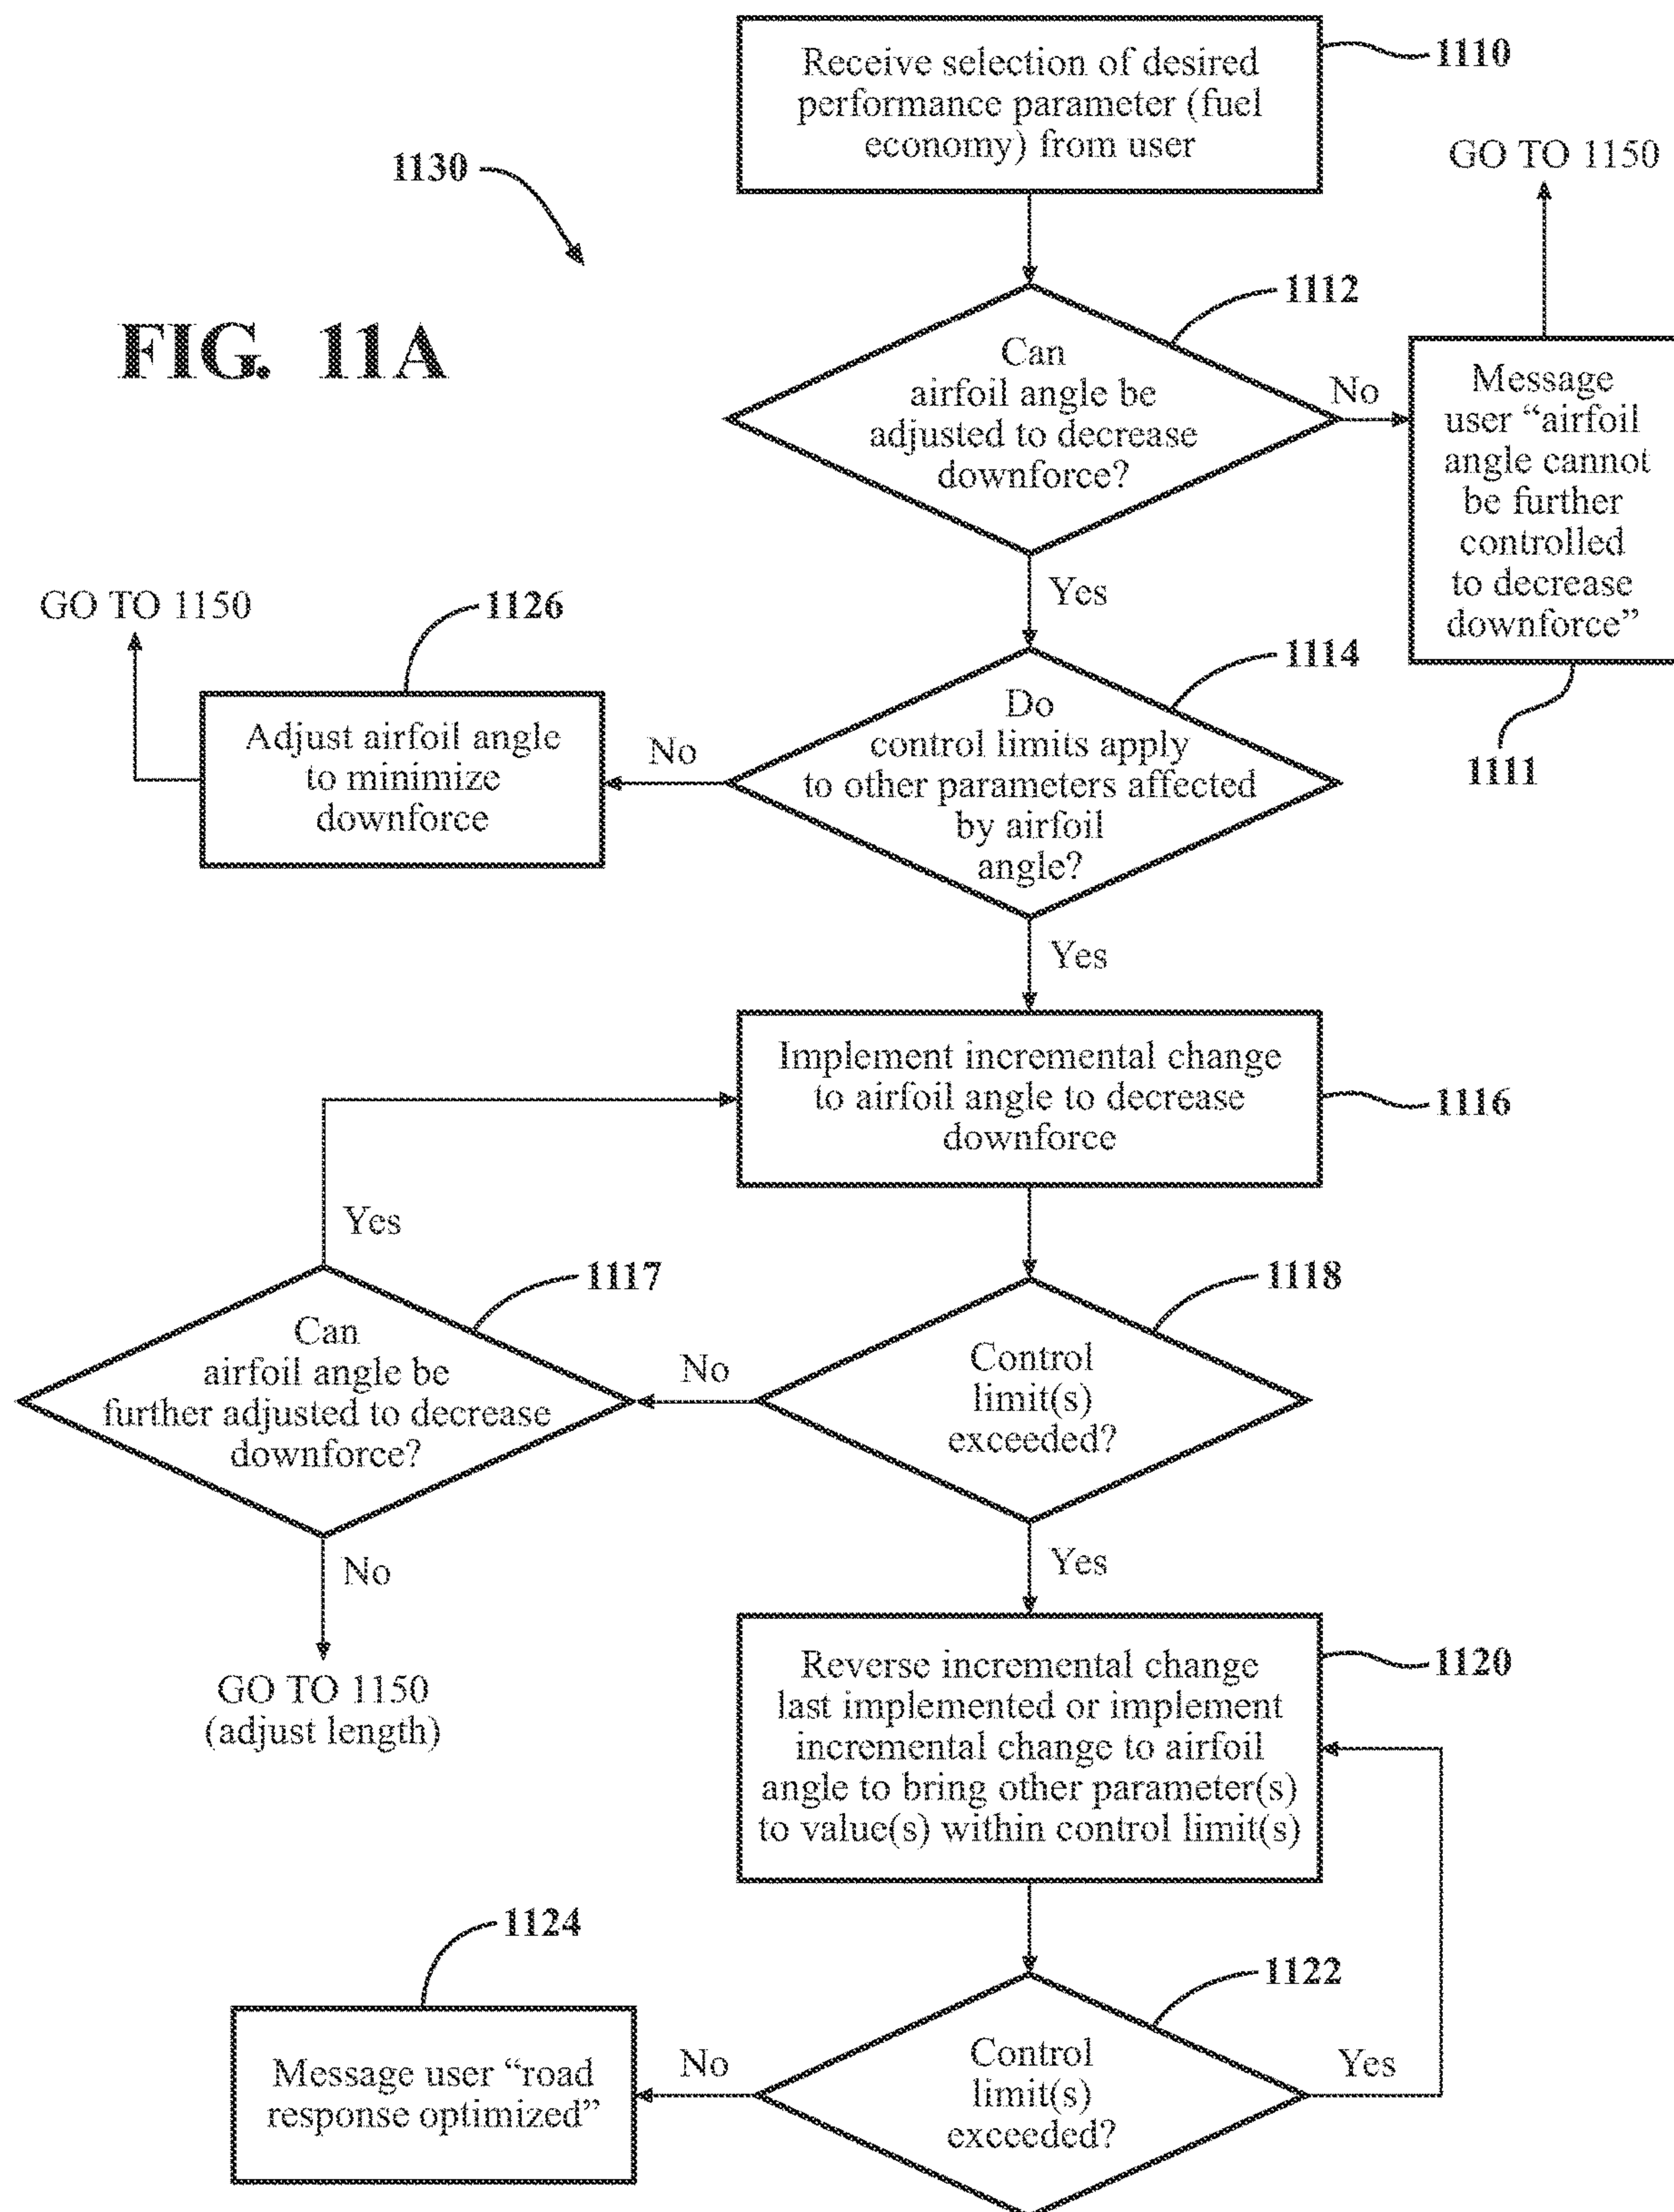 Receive selection of desired
performance parameter (fuel
economy) from user
1110
1130
GO TO 1150
FIG. 11A
1112
Can
airfoil angle be
adjusted to decrease
downforce?
No
Message
user “airfoil
angle cannot
be further
controlled
to decrease
downforce”
1111
Yes
GO TO 1150
1126
1114
Adjust airfoil angle
to minimize
downforce
No
Do
control limits apply
to other parameters affected
by airfoil
angle?
Yes
Implement incremental change
to airfoil angle to decrease
downforce
1116
Yes
1117
1118
Can
airfoil angle be
further adjusted to decrease
downforce?
No
Control
limit(s)
exceeded?
No
Yes
GO TO 1150
(adjust length)
Reverse incremental change
last implemented or implement
incremental change to airfoil
angle to bring other parameter(s)
to value(s) within control limit(s)
1120
1124
1122
Message user “road
response optimized”
No
Control
limit(s)
exceeded?
Yes